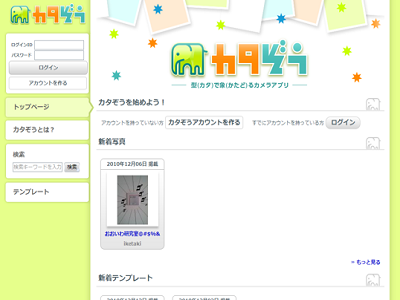 カタぞう
ログインID
パスワード
ログイン
アカウントを作る
トップページ
カタぞうとは？
検索
検索キーワードを入力 検索
テンプレート
カタぞう
型(カタ)で象(かたど)るカメラアプリ
カタぞうを始めよう！
アカウントを持っていない方 カタぞうアカウントを作る すでにアカウントを持っている方 ログイン
新着写真
2010年12月06日 掲載
おおいわ研究室@#$%&
iketaki
もっと見る
新着テンプレート